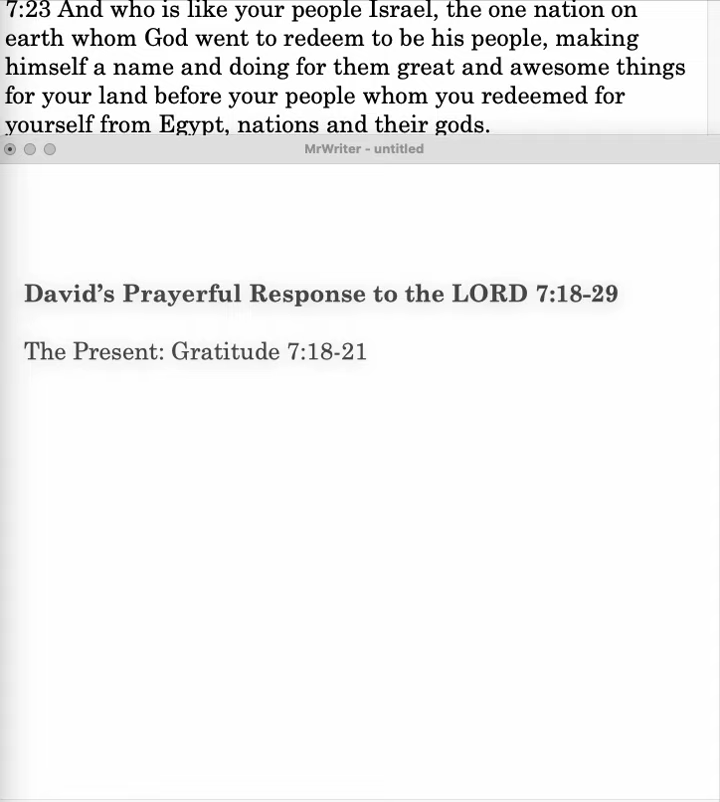 7:23 And who is like your people Israel, the one nation on
earth whom God went to redeem to be his people, making
himself a name and doing for them great and awesome things
for your land before your people whom you redeemed for
yourself from Egypt, nations and their gods.
MrWriter - untitled
David’s Prayerful Response to the LORD 7:18-29
The Present: Gratitude 7:18-21